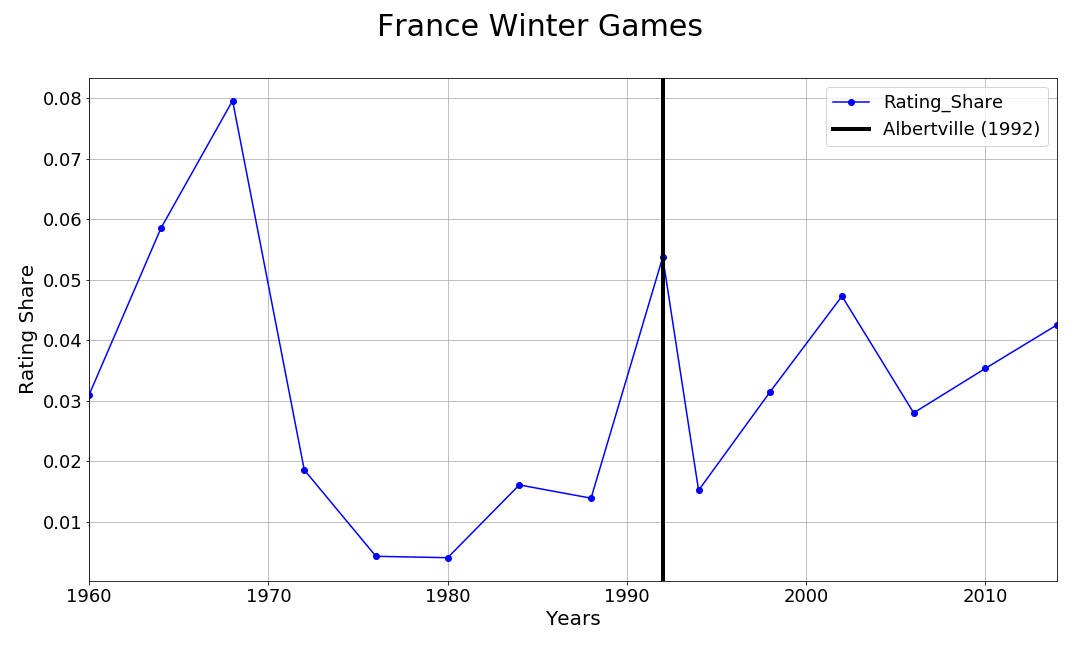 France Winter Games
Rating_Share
Albertville (1992)
Rating Share
0.08
0.07
0.06
0.05
0.04
0.03
0.02
0.01
1960 1970 1980 1990 2000 2010
Years